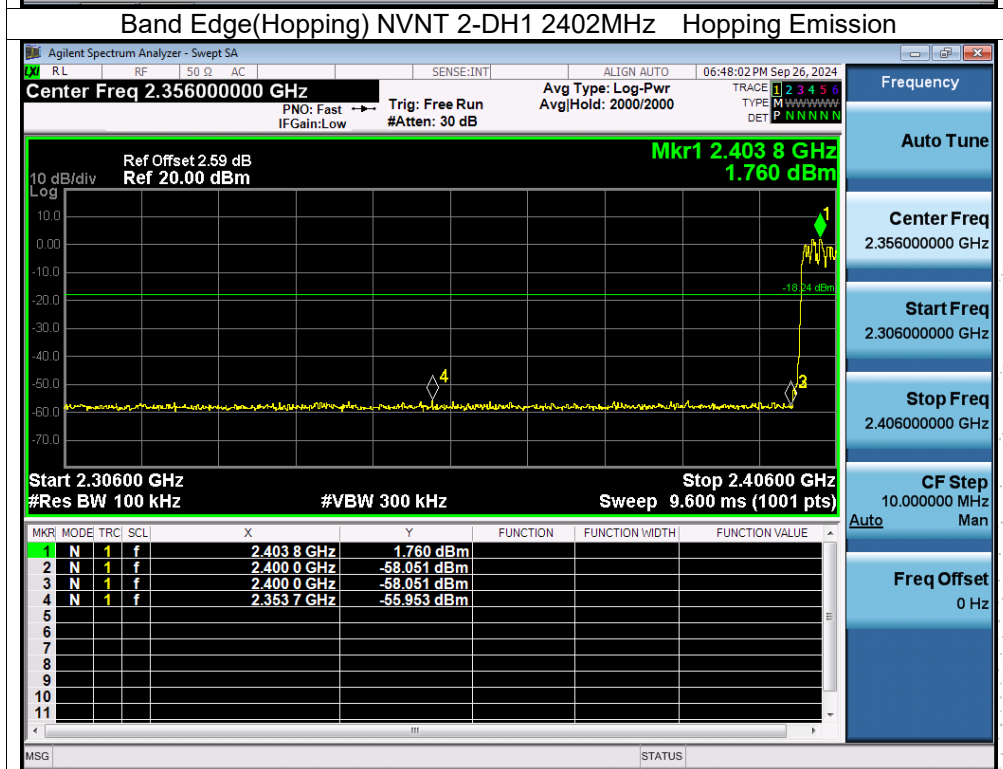 Band Edge(Hopping) NVNT 2-DH1 2402MHz Hopping Emission
Agilent Spectrum Analyzer - Swept SA
LXI RL RF 50 Ω AC SENSE:INT ALIGN AUTO 06:48:02 PM Sep 26, 2024
Center Freq 2.356000000 GHz
PNO: Fast
IFGain:Low
Trig: Free Run
#Atten: 30 dB
Avg Type: Log-Pwr
Avg|Hold: 2000/2000
TRACE 1 2 3 4 5 6
TYPE M WWWWW
DET P N N N N N
Frequency
Auto Tune
Center Freq
2.356000000 GHz
Start Freq
2.306000000 GHz
Stop Freq
2.406000000 GHz
CF Step
10.000000 MHz
Auto Man
Freq Offset
0 Hz
Mkr1 2.403 8 GHz
1.760 dBm
Ref Offset 2.59 dB
10 dB/div Ref 20.00 dBm
Log
10.0
0.00
-10.0
-20.0
-30.0
-40.0
-50.0
-60.0
-70.0
1
-18.24 dBm
4
3
Start 2.30600 GHz Stop 2.40600 GHz
#Res BW 100 kHz #VBW 300 kHz Sweep 9.600 ms (1001 pts)
MKR MODE TRC SCL X Y FUNCTION FUNCTION WIDTH FUNCTION VALUE
1 N 1 f 2.403 8 GHz 1.760 dBm
2 N 1 f 2.400 0 GHz -58.051 dBm
3 N 1 f 2.400 0 GHz -58.051 dBm
4 N 1 f 2.353 7 GHz -55.953 dBm
5
6
7
8
9
10
11
MSG STATUS